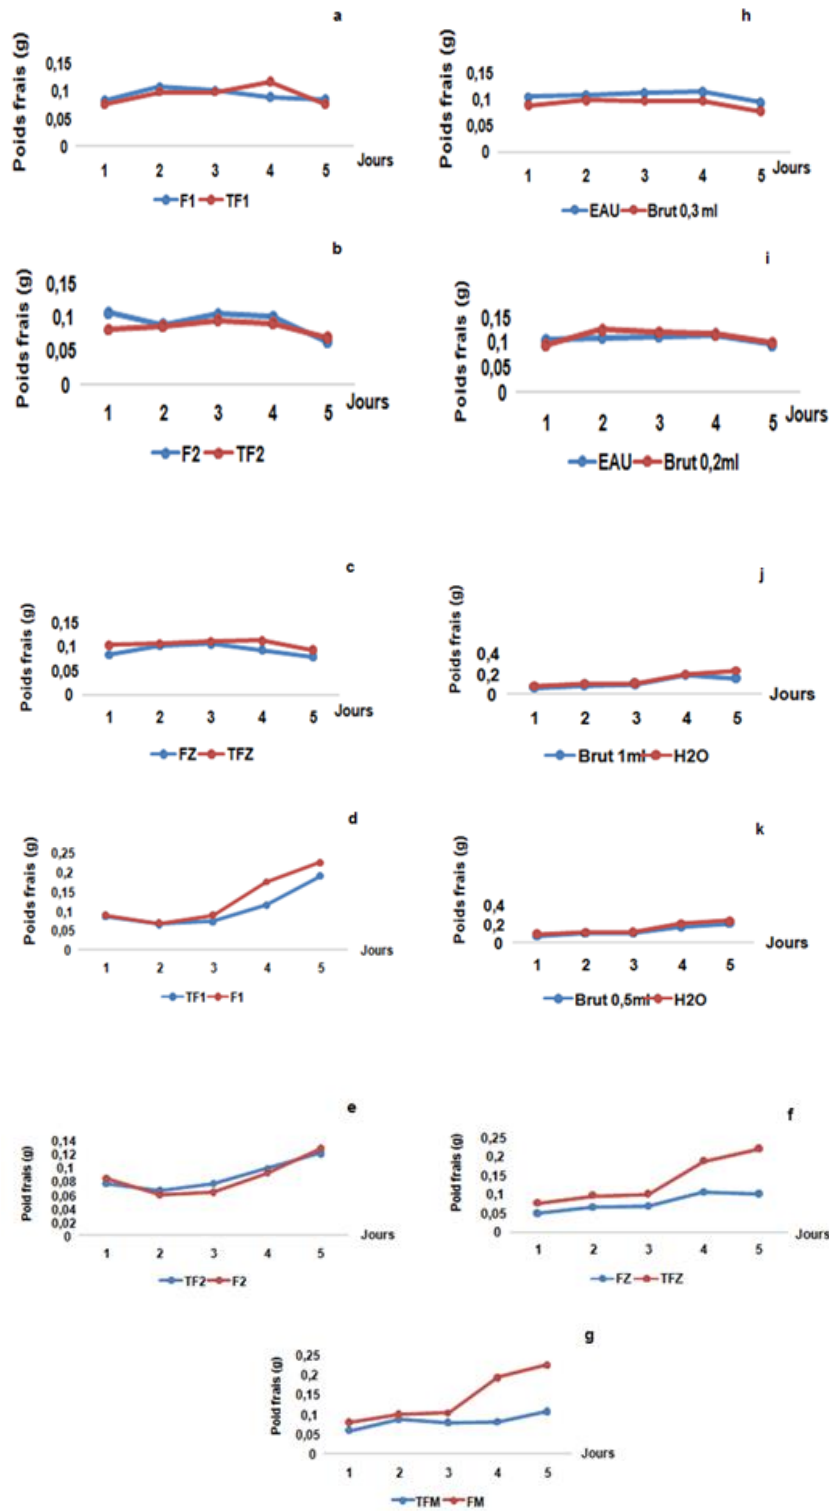 a
Poids frais (g)
0,15
0,1
0,05
0
1 2 3 4 5
Jours
F1 TF1
h
Poids frais (g)
0,15
0,1
0,05
0
1 2 3 4 5
Jours
EAU Brut 0,3 ml
b
Poids frais (g)
0,15
0,1
0,05
0
1 2 3 4 5
Jours
F2 TF2
i
Poids frais (g)
0,15
0,1
0,05
0
1 2 3 4 5
Jours
EAU Brut 0,2ml
c
Poids frais (g)
0,15
0,1
0,05
0
1 2 3 4 5
Jours
FZ TFZ
j
Poids frais (g)
0,4
0,2
0
1 2 3 4 5
Jours
Brut 1ml H2O
d
Poids frais (g)
0,25
0,2
0,15
0,1
0,05
0
1 2 3 4 5
Jours
TF1 F1
k
Poids frais (g)
0,4
0,2
0
1 2 3 4 5
Jours
Brut 0,5ml H2O
e
Poid frais (g)
0,14
0,12
0,1
0,08
0,06
0,04
0,02
0
1 2 3 4 5
Jours
TF2 F2
f
Poid frais (g)
0,25
0,2
0,15
0,1
0,05
0
1 2 3 4 5
Jours
FZ TFZ
g
Poid frais (g)
0,25
0,2
0,15
0,1
0,05
0
1 2 3 4 5
Jours
TFM FM